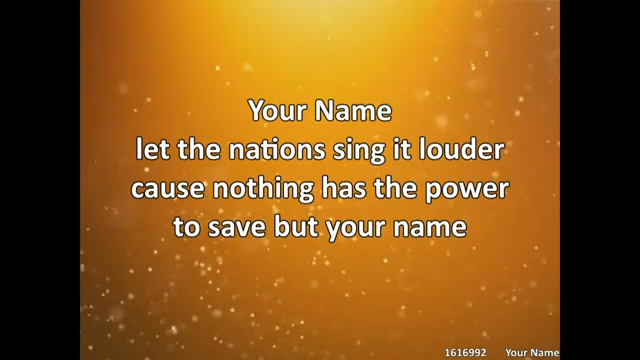 Your Name
let the nations sing it louder
cause nothing has the power
to save but your name
1616992 Your Name